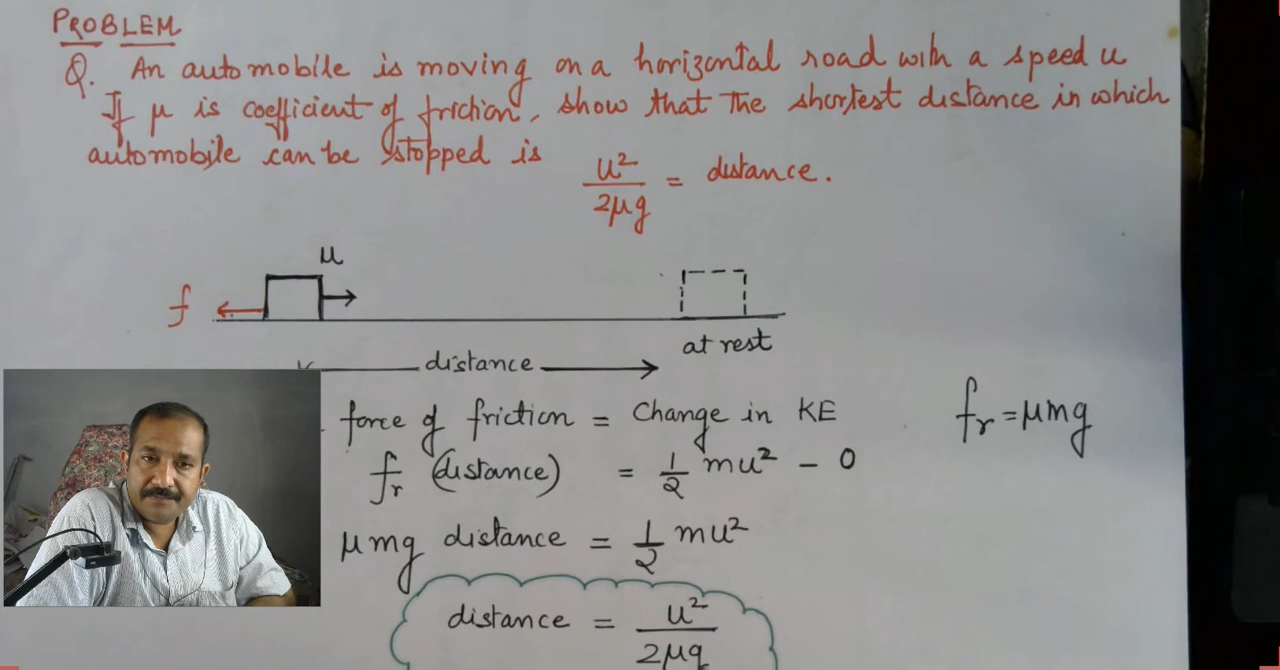 PROBLEM
Q. An automobile is moving on a horizontal road with a speed u
If μ is coefficient of friction, show that the shortest distance in which
automobile can be stopped is u²/2μg = distance.
u
f
at rest
distance
force of friction = Change in KE
fr = μmg
fr (distance) = 1/2 mu² - 0
μmg distance = 1/2 mu²
distance = u²/2μg